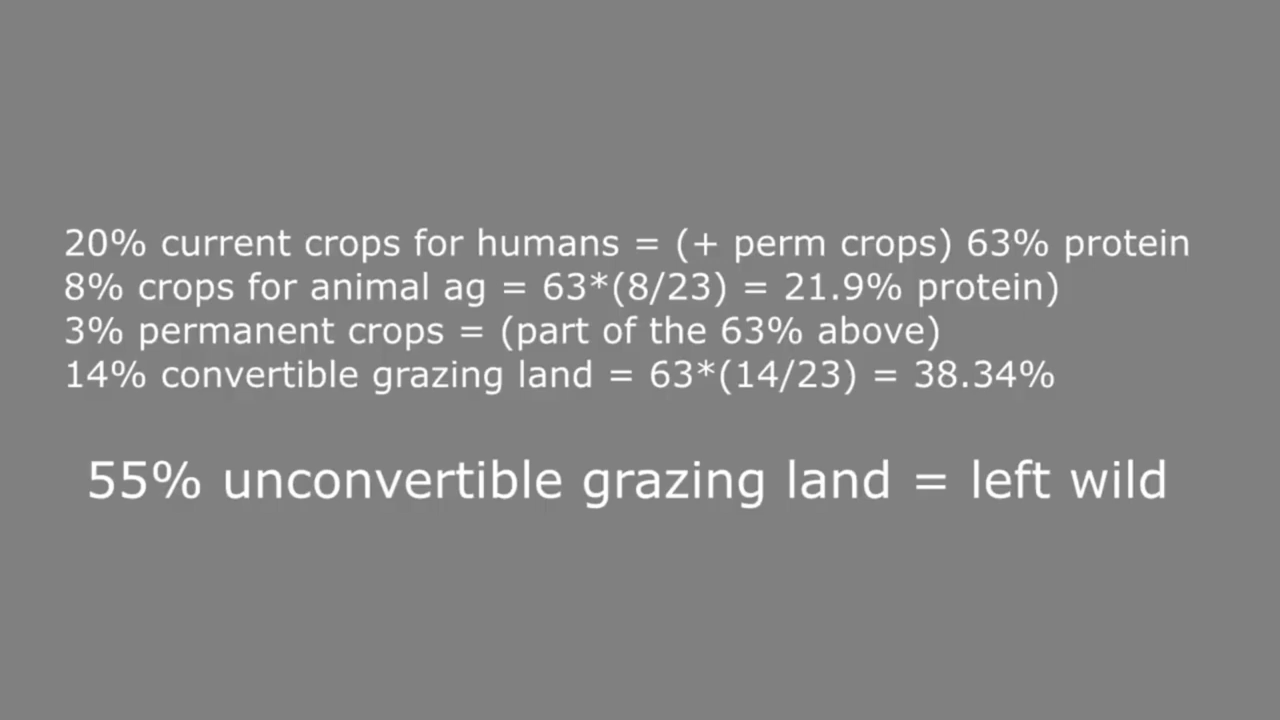 20% current crops for humans = (+ perm crops) 63% protein
8% crops for animal ag = 63*(8/23) = 21.9% protein)
3% permanent crops = (part of the 63% above)
14% convertible grazing land = 63*(14/23) = 38.34%
55% unconvertible grazing land = left wild